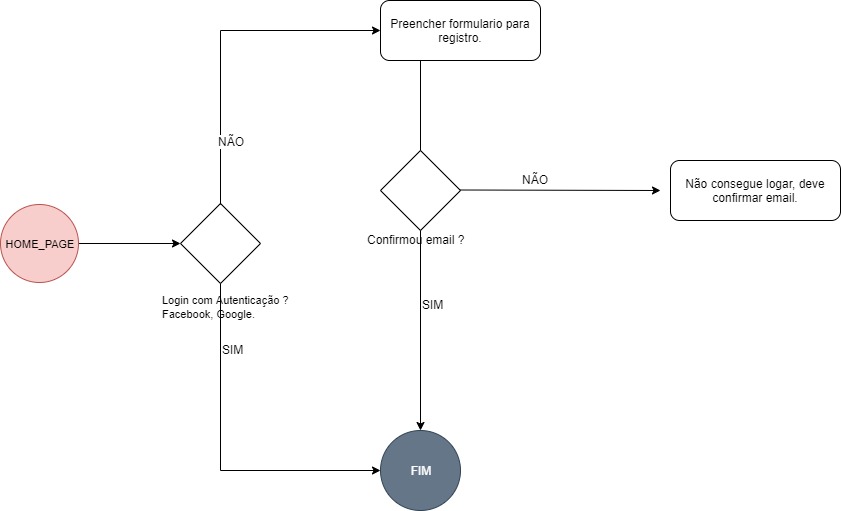 Preencher formulario para
registro.
NÃO
NÃO
Não consegue logar, deve
confirmar email.
HOME_PAGE
Confirmou email ?
Login com Autenticação ?
Facebook, Google.
SIM
SIM
FIM